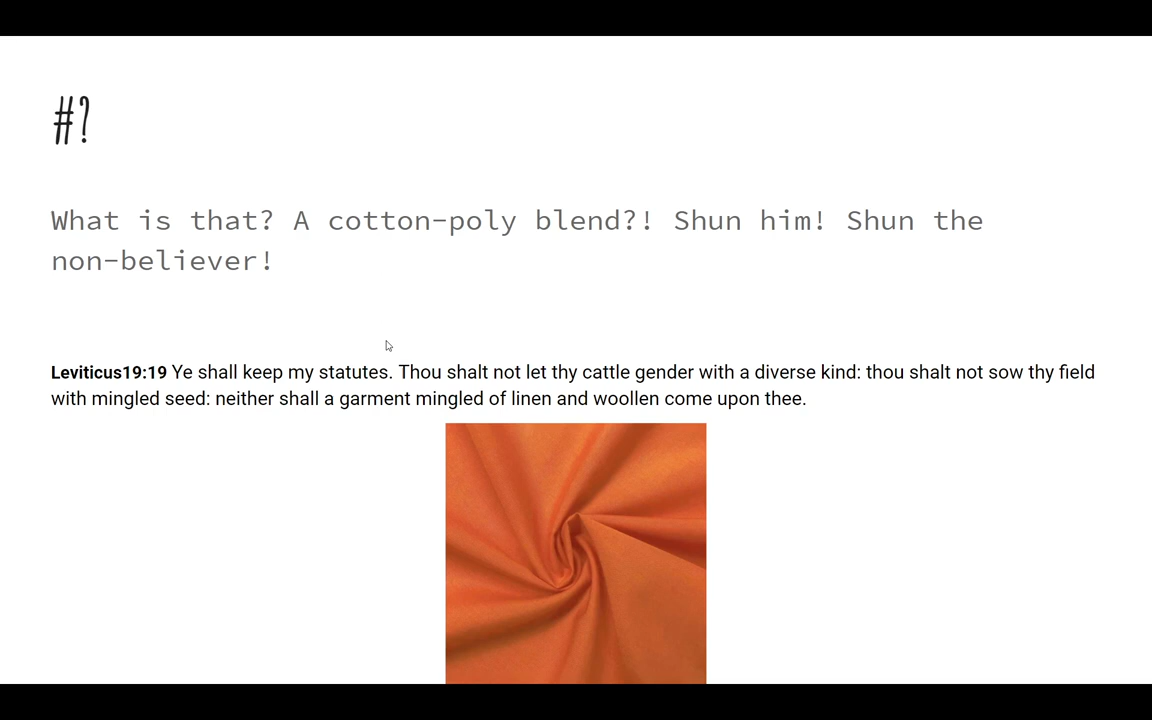 #?
What is that? A cotton-poly blend?! Shun him! Shun the
non-believer!
Leviticus19:19 Ye shall keep my statutes. Thou shalt not let thy cattle gender with a diverse kind: thou shalt not sow thy field
with mingled seed: neither shall a garment mingled of linen and woollen come upon thee.